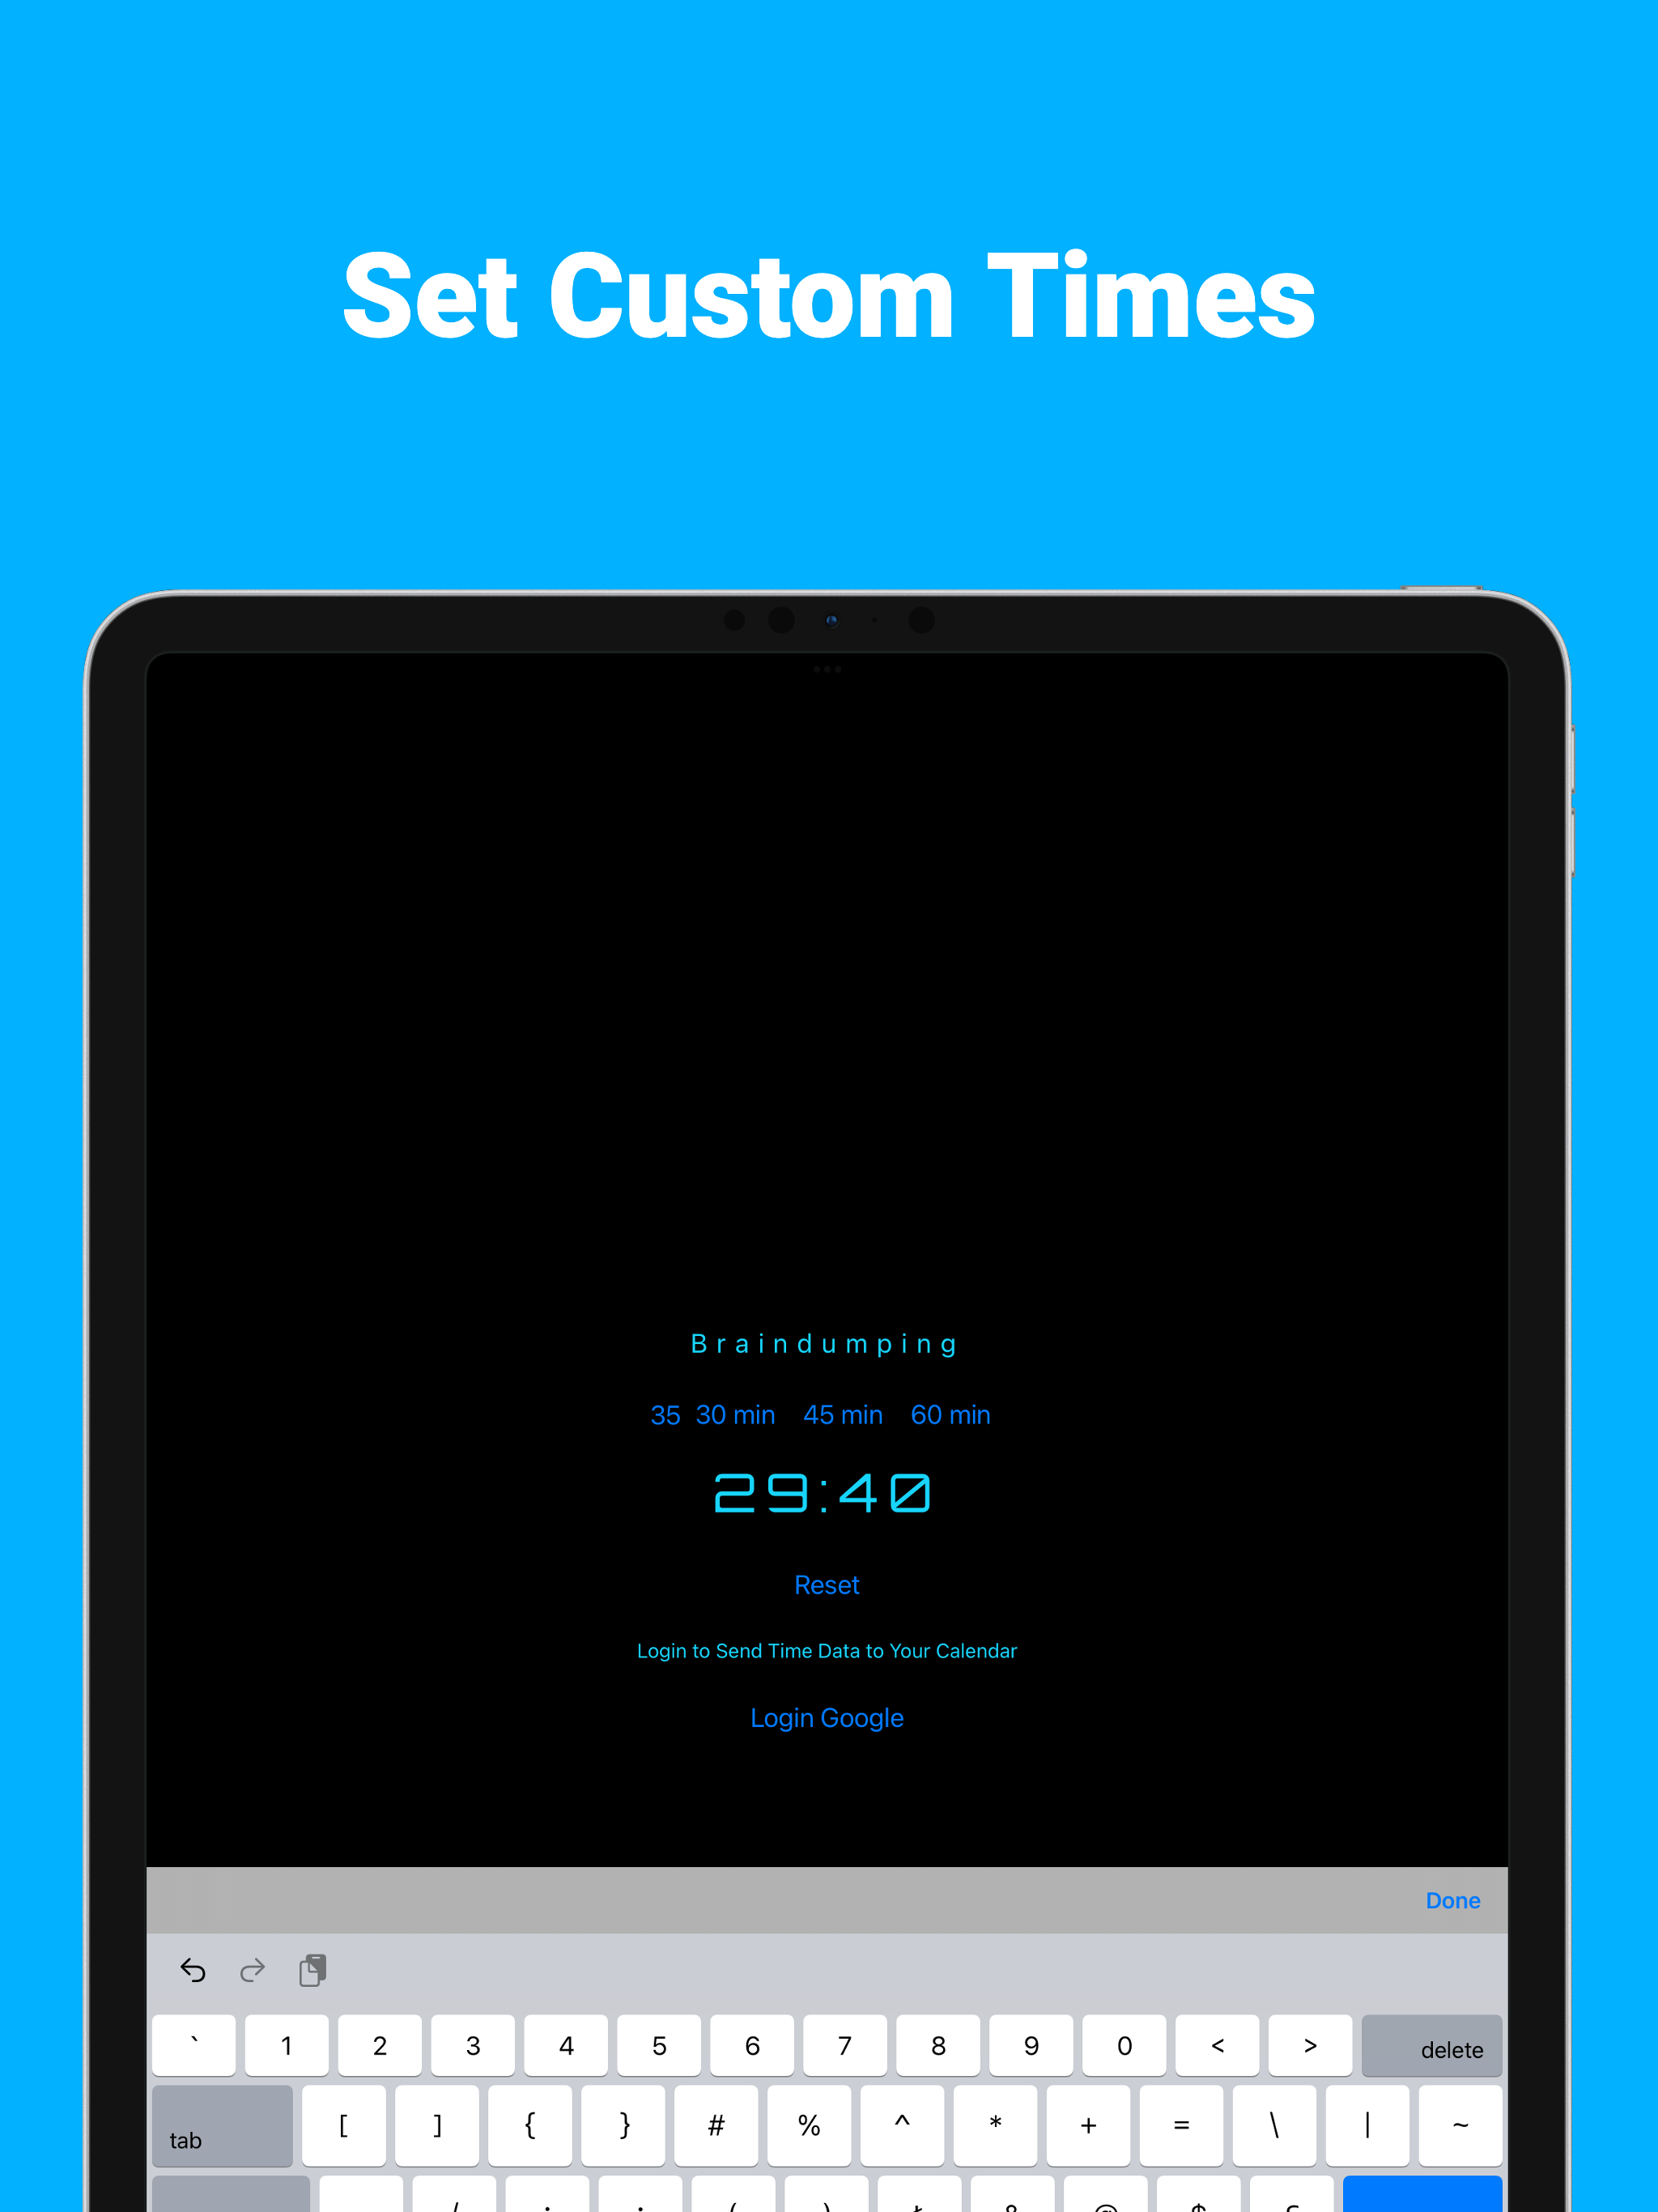 Set Custom Times
Braindumping
35 30 min 45 min 60 min
29:40
Reset
Login to Send Time Data to Your Calendar
Login Google
Done
` 1 2 3 4 5 6 7 8 9 0 < > delete
tab [ ] { } # % ^ * + = \ | ~